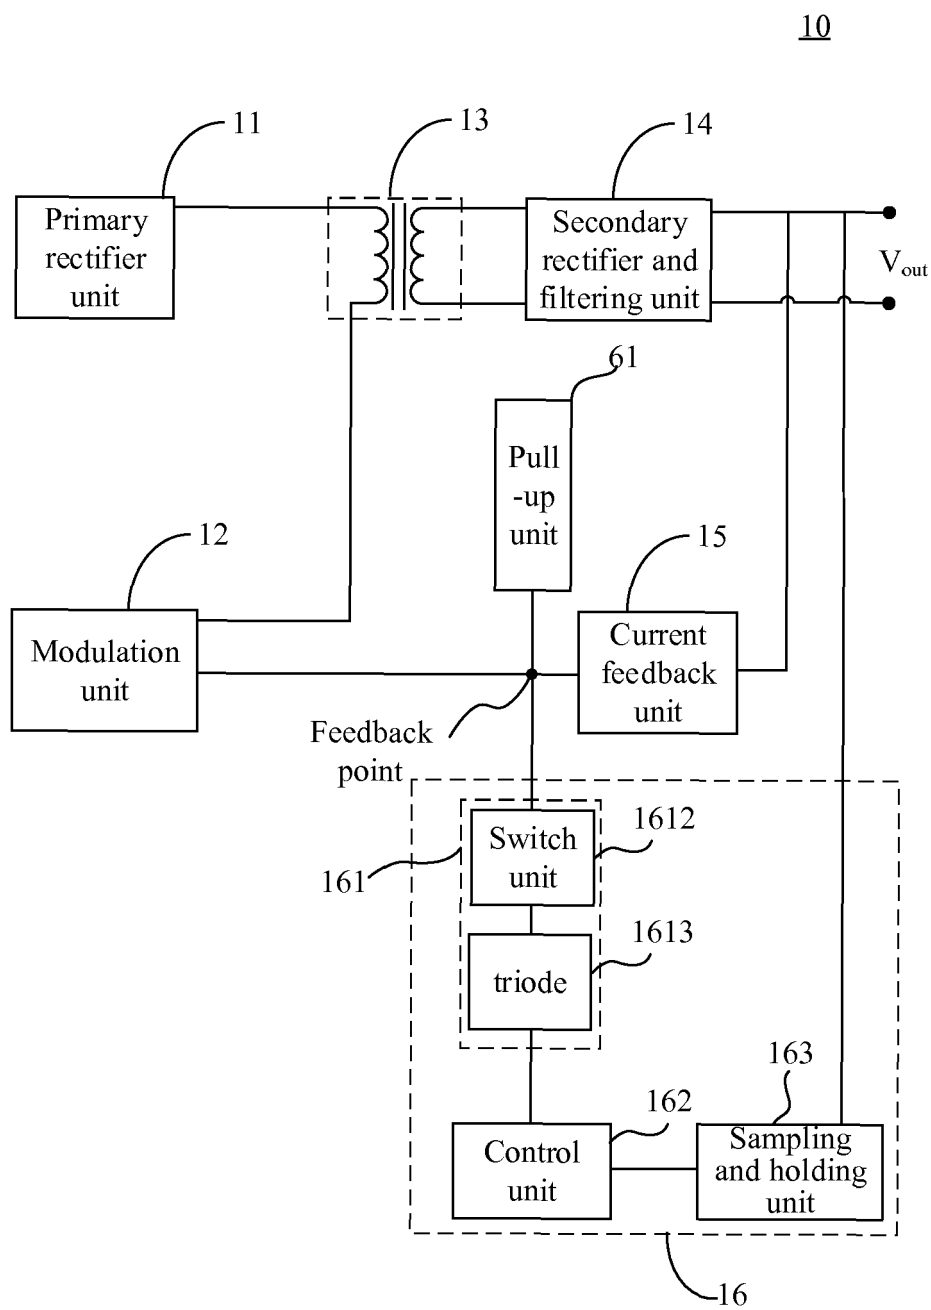 10
11
13
14
Primary
rectifier
unit
Secondary
rectifier and
filtering unit
Vout
61
Pull
-up
unit
12
15
Modulation
unit
Current
feedback
unit
Feedback
point
1612
Switch
unit
161
1613
triode
163
162
Control
unit
Sampling
and holding
unit
16